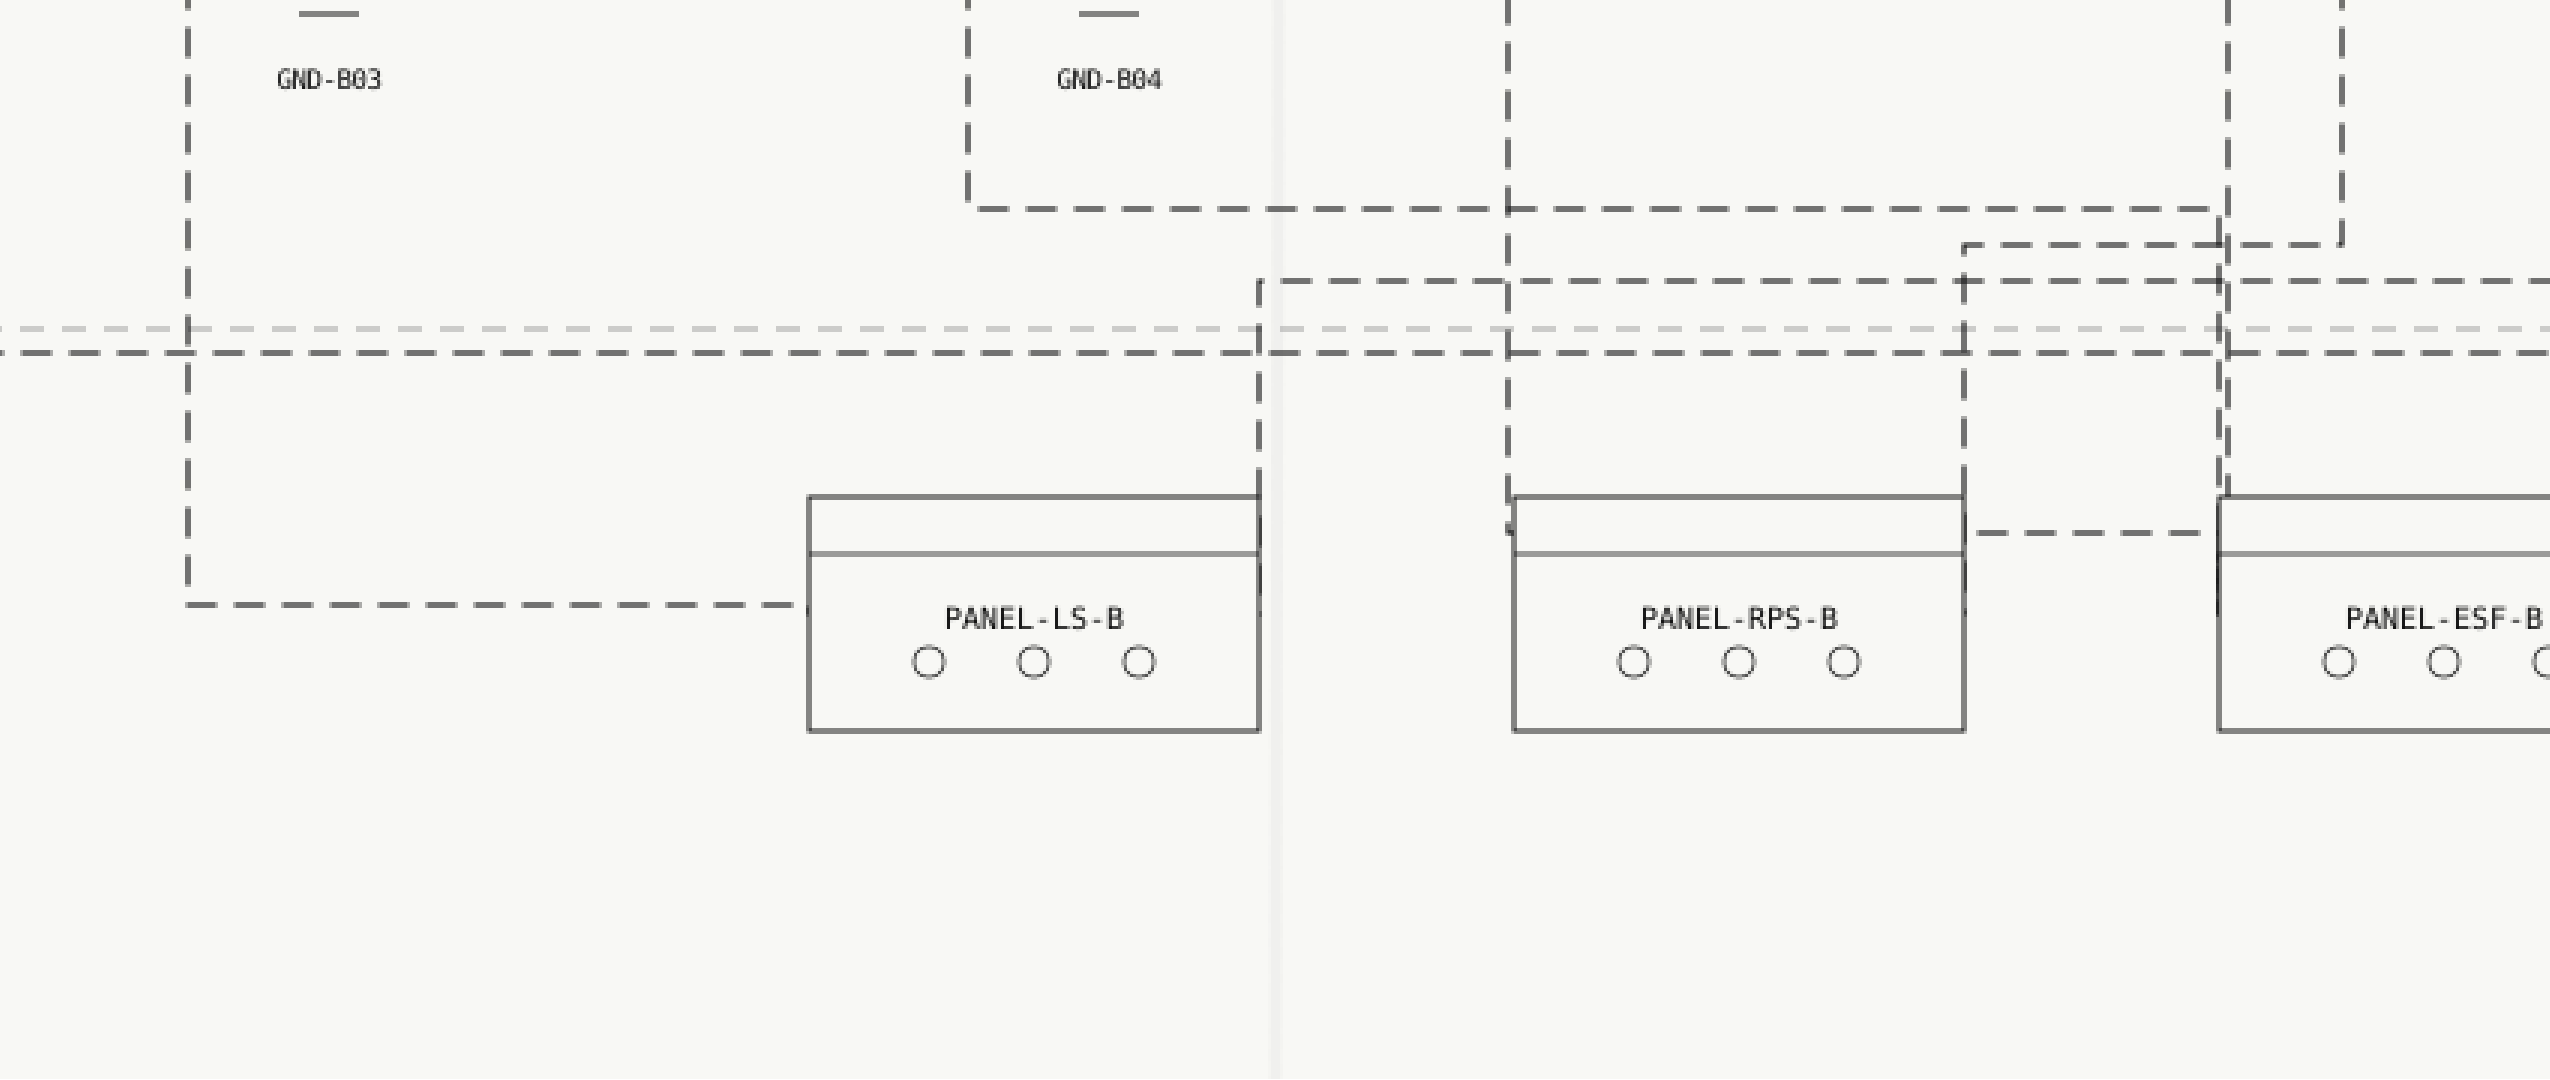 GND-B03
GND-B04
PANEL-LS-B
PANEL-RPS-B
PANEL-ESF-B